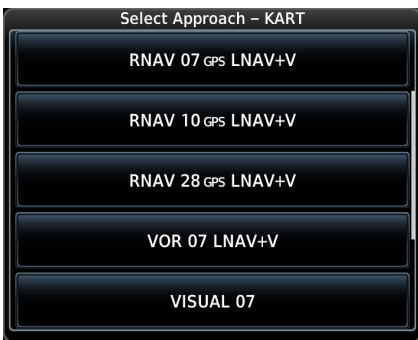 Select Approach – KART
RNAV 07 GPS LNAV+V
RNAV 10 GPS LNAV+V
RNAV 28 GPS LNAV+V
VOR 07 LNAV+V
VISUAL 07